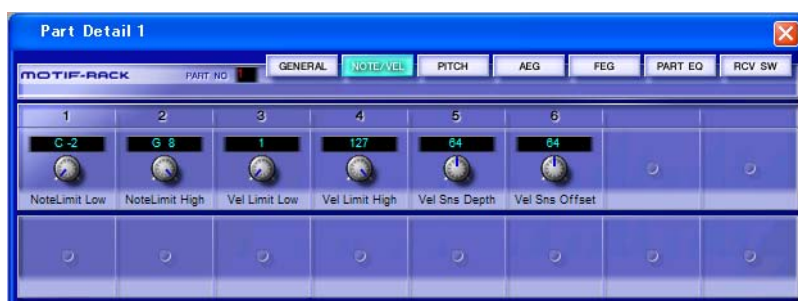 Part Detail 1
MOTIF-RACK PART NO 1 GENERAL NOTE/VEL PITCH AEG FEG PART EQ RCV SW
1 2 3 4 5 6
C -2 G 8 1 127 64 64
NoteLimit Low NoteLimit High Vel Limit Low Vel Limit High Vel Sns Depth Vel Sns Offset